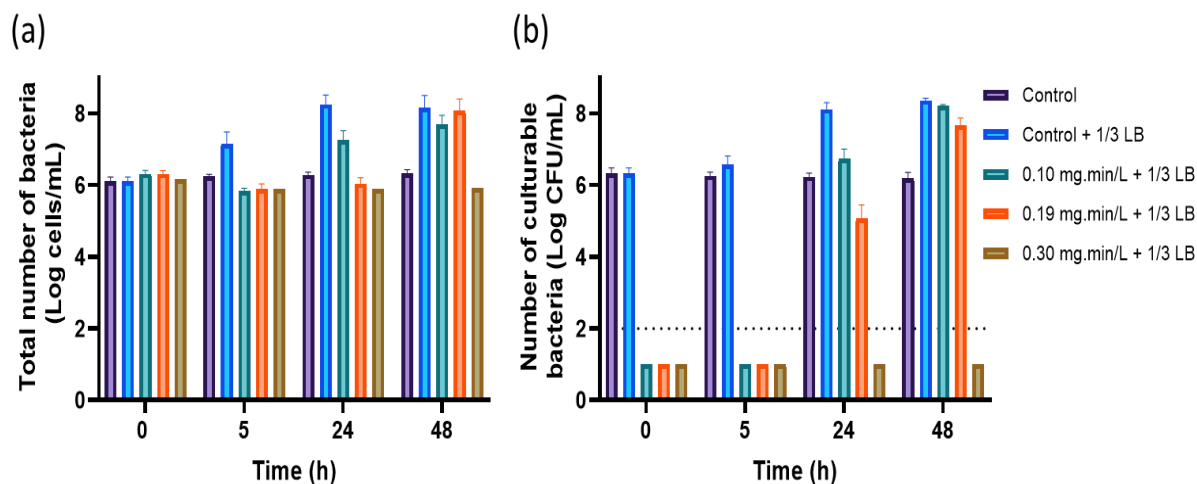 (a)
Total number of bacteria
(Log cells/mL)
8
6
4
2
0
0 5 24 48
Time (h)
(b)
Number of culturable
bacteria (Log CFU/mL)
8
6
4
2
0
0 5 24 48
Time (h)
Control
Control + 1/3 LB
0.10 mg.min/L + 1/3 LB
0.19 mg.min/L + 1/3 LB
0.30 mg.min/L + 1/3 LB